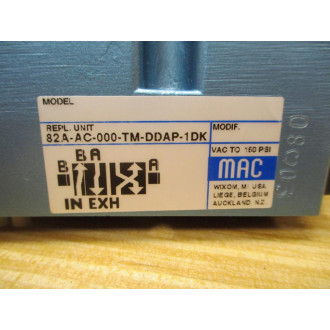 MODEL
REPL. UNIT
82A-AC-000-TM-DDAP-1DK
MODIF.
VAC TO 150 PSI
B A
B A
IN EXH
MAC
WIXOM, MI USA
LIEGE, BELGIUM
AUCKLAND, N.Z.